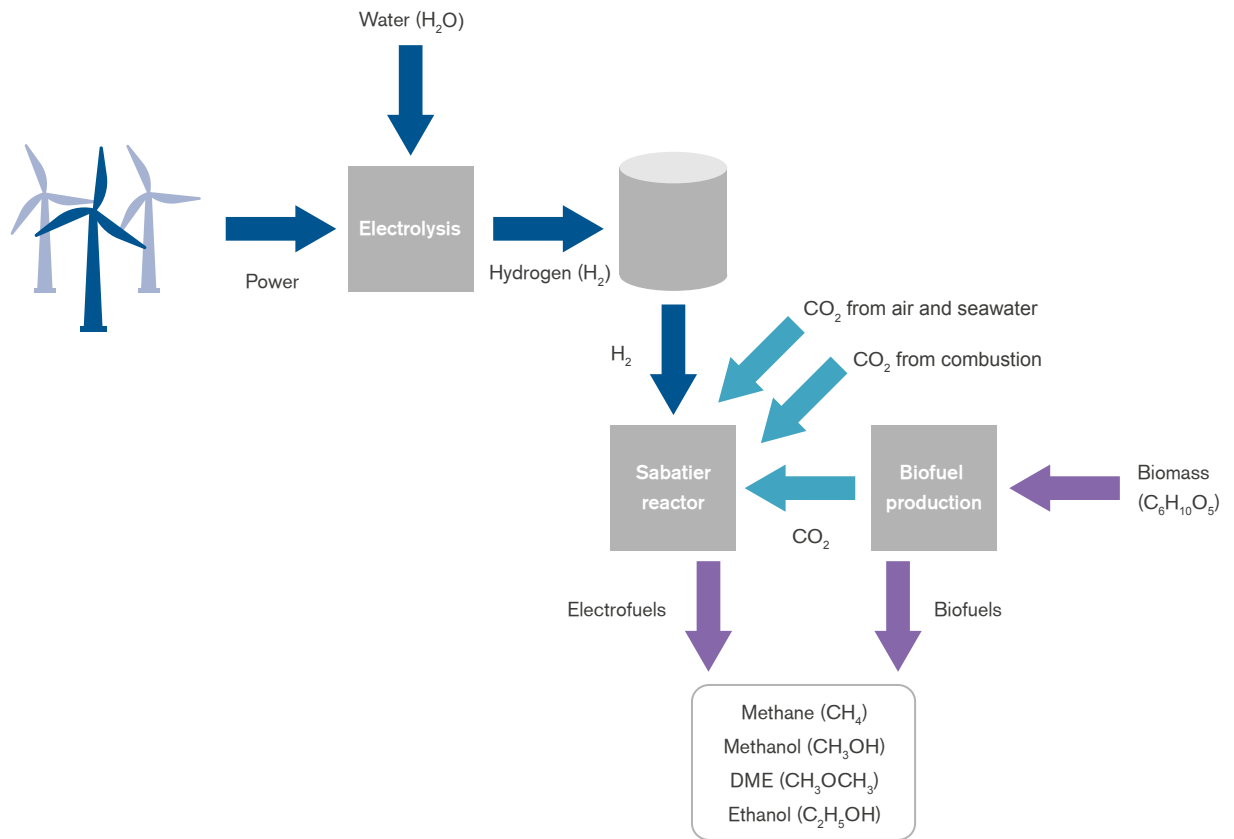 Water (H₂O)
Electrolysis
Power
Hydrogen (H₂)
CO₂ from air and seawater
H₂
CO₂ from combustion
Sabatier
reactor
Biofuel
production
Biomass
(C₆H₁₀O₅)
CO₂
Electrofuels
Biofuels
Methane (CH₄)
Methanol (CH₃OH)
DME (CH₃OCH₃)
Ethanol (C₂H₅OH)